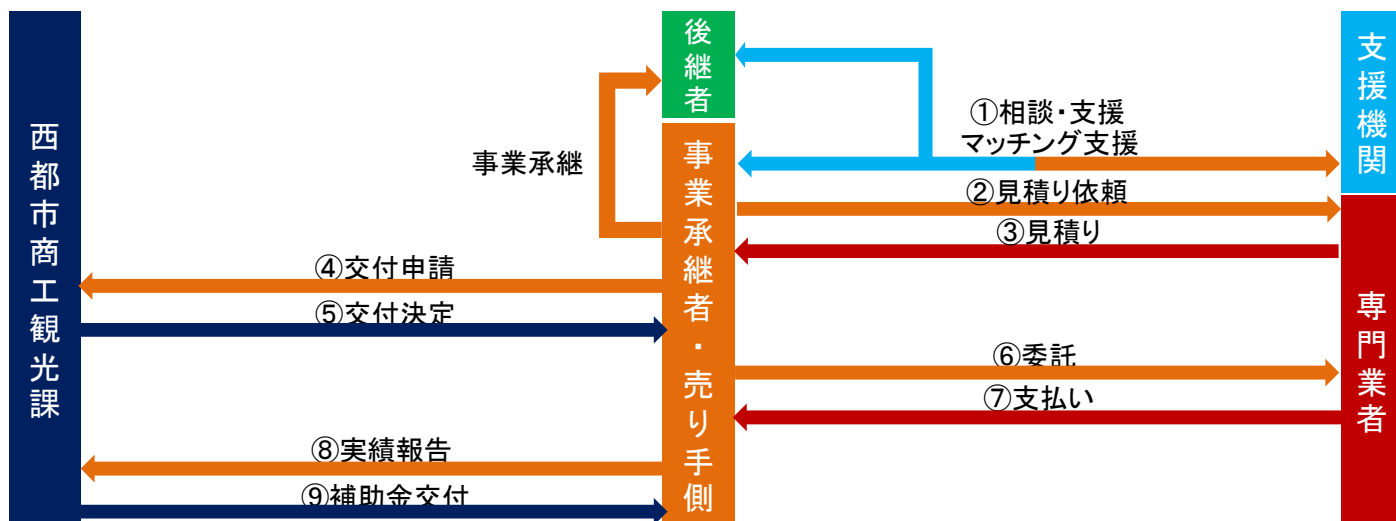 西都市商工観光課
後継者
事業承継者・売り手側
支援機関
専門業者
事業承継
①相談・支援
マッチング支援
②見積り依頼
③見積り
④交付申請
⑤交付決定
⑥委託
⑦支払い
⑧実績報告
⑨補助金交付